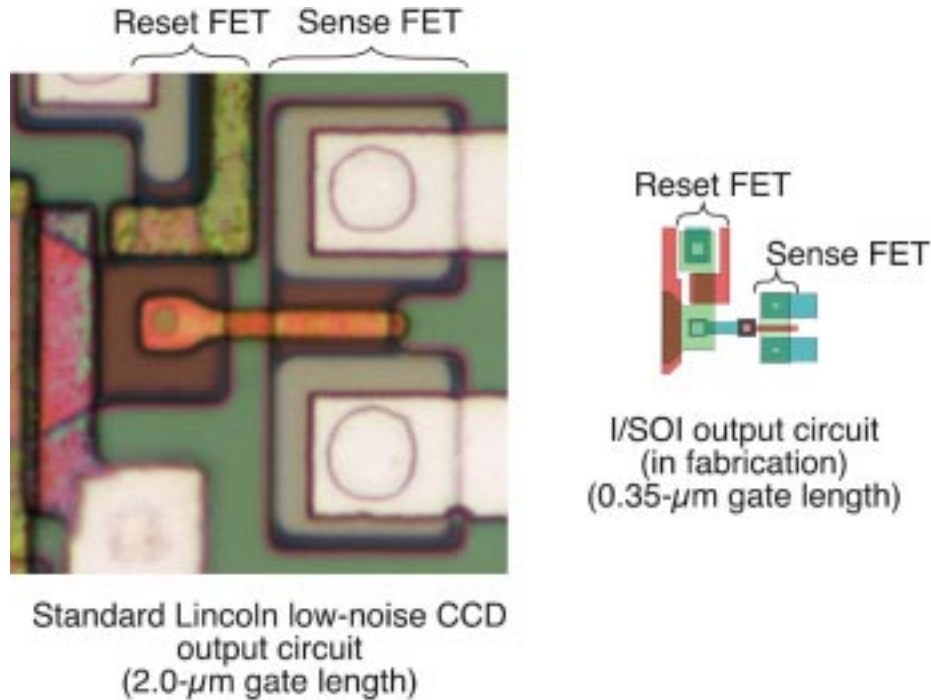 Reset FET
Sense FET
Reset FET
Sense FET
I/SOI output circuit
(in fabrication)
(0.35-μm gate length)
Standard Lincoln low-noise CCD
output circuit
(2.0-μm gate length)